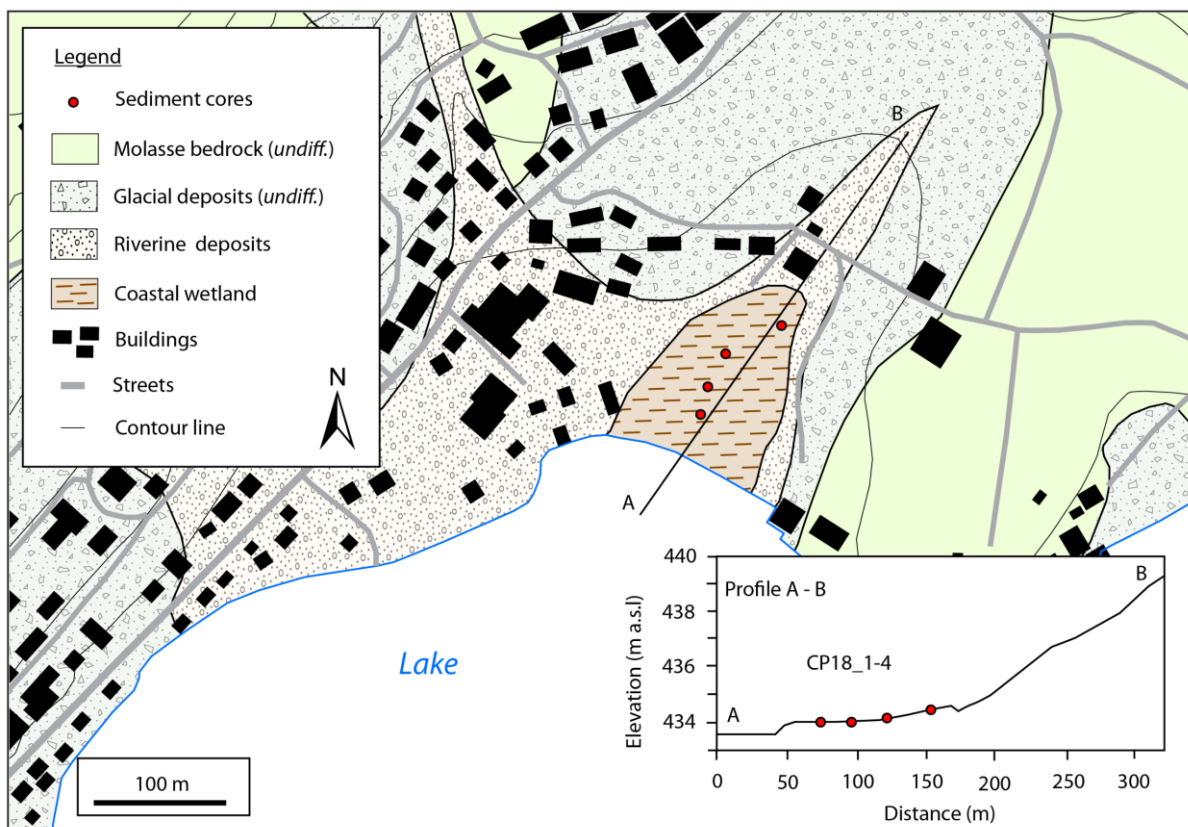 Legend
Sediment cores
Molasse bedrock (undiff.)
Glacial deposits (undiff.)
Riverine deposits
Coastal wetland
Buildings
Streets
Contour line
N
B
A
Lake
100 m
Profile A - B
CP18_1-4
A
B
Elevation (m a.s.l)
440
438
436
434
0
50
100
150
200
250
300
Distance (m)